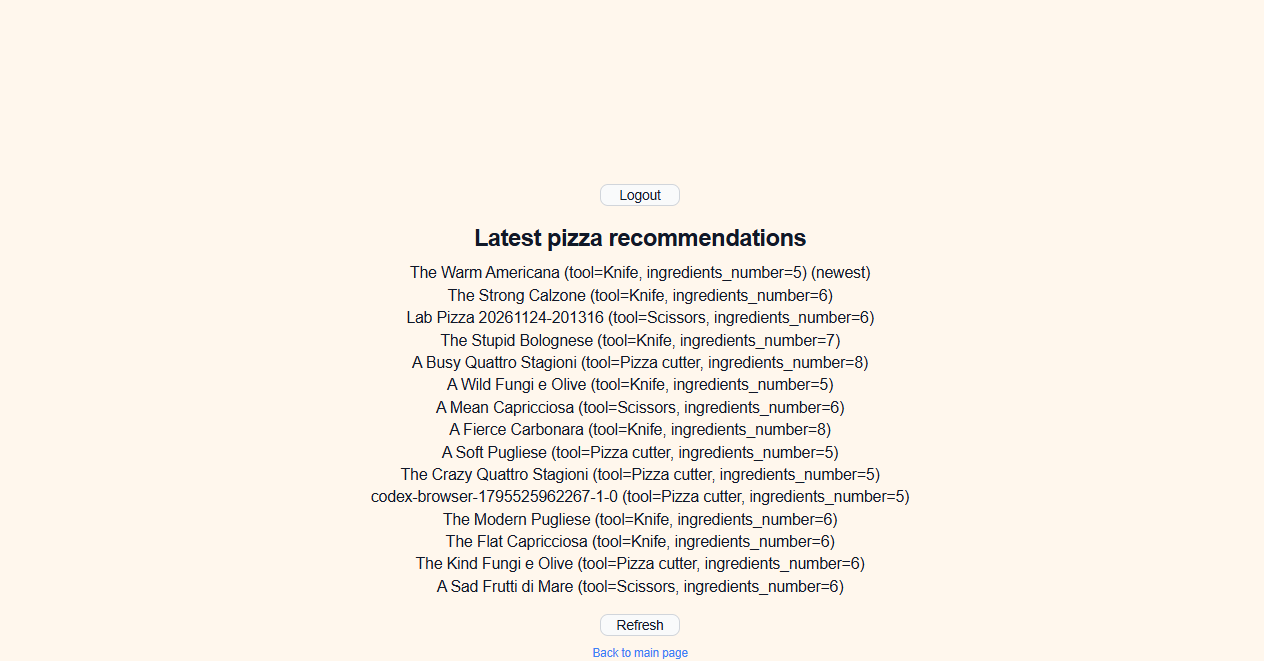 Logout
Latest pizza recommendations
The Warm Americana (tool=Knife, ingredients_number=5) (newest)
The Strong Calzone (tool=Knife, ingredients_number=6)
Lab Pizza 20261124-201316 (tool=Scissors, ingredients_number=6)
The Stupid Bolognese (tool=Knife, ingredients_number=7)
A Busy Quattro Stagioni (tool=Pizza cutter, ingredients_number=8)
A Wild Fungi e Olive (tool=Knife, ingredients_number=5)
A Mean Capricciosa (tool=Scissors, ingredients_number=6)
A Fierce Carbonara (tool=Knife, ingredients_number=8)
A Soft Pugliese (tool=Pizza cutter, ingredients_number=5)
The Crazy Quattro Stagioni (tool=Pizza cutter, ingredients_number=5)
codex-browser-1795525962267-1-0 (tool=Pizza cutter, ingredients_number=5)
The Modern Pugliese (tool=Knife, ingredients_number=6)
The Flat Capricciosa (tool=Knife, ingredients_number=6)
The Kind Fungi e Olive (tool=Pizza cutter, ingredients_number=6)
A Sad Frutti di Mare (tool=Scissors, ingredients_number=6)
Refresh
Back to main page